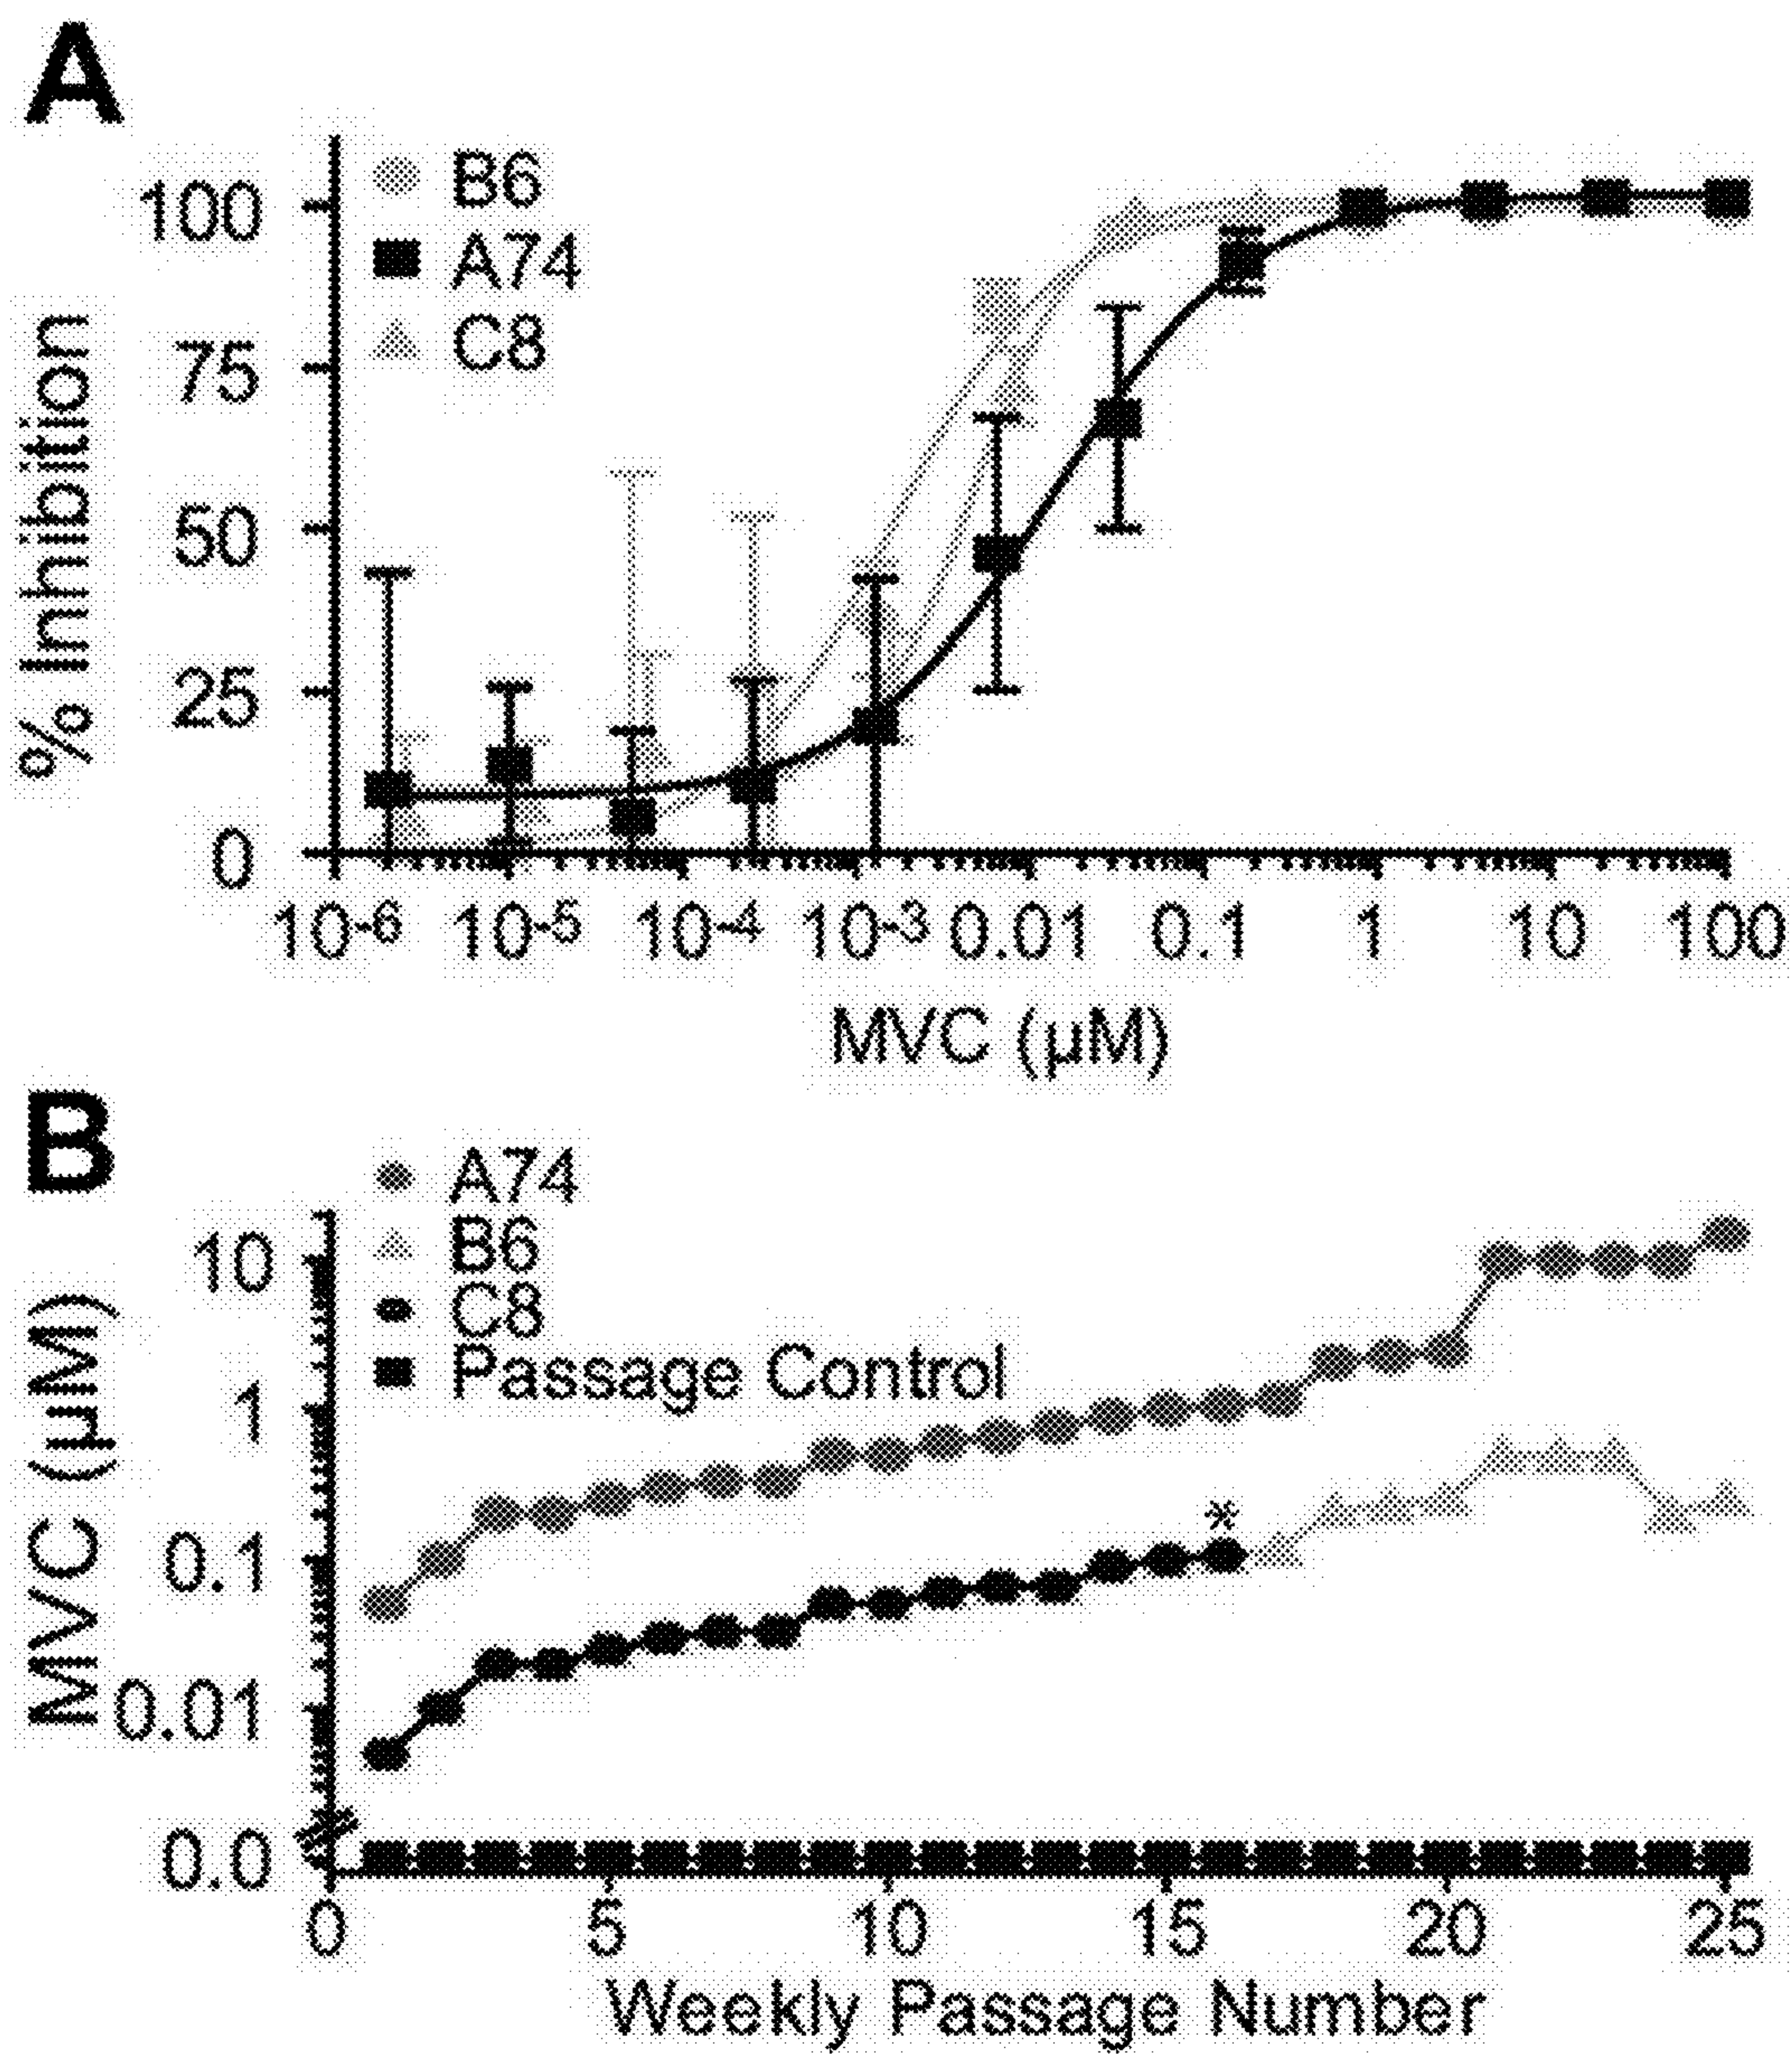 A
B6
A74
C8
100
75
50
25
0
% Inhibition
10-6 10-5 10-4 10-3 0.01 0.1 1 10 100
MVC (μM)
B
A74
B6
C8
Passage Control
10
1
0.1
0.01
0.0
MVC (μM)
*
0 5 10 15 20 25
Weekly Passage Number